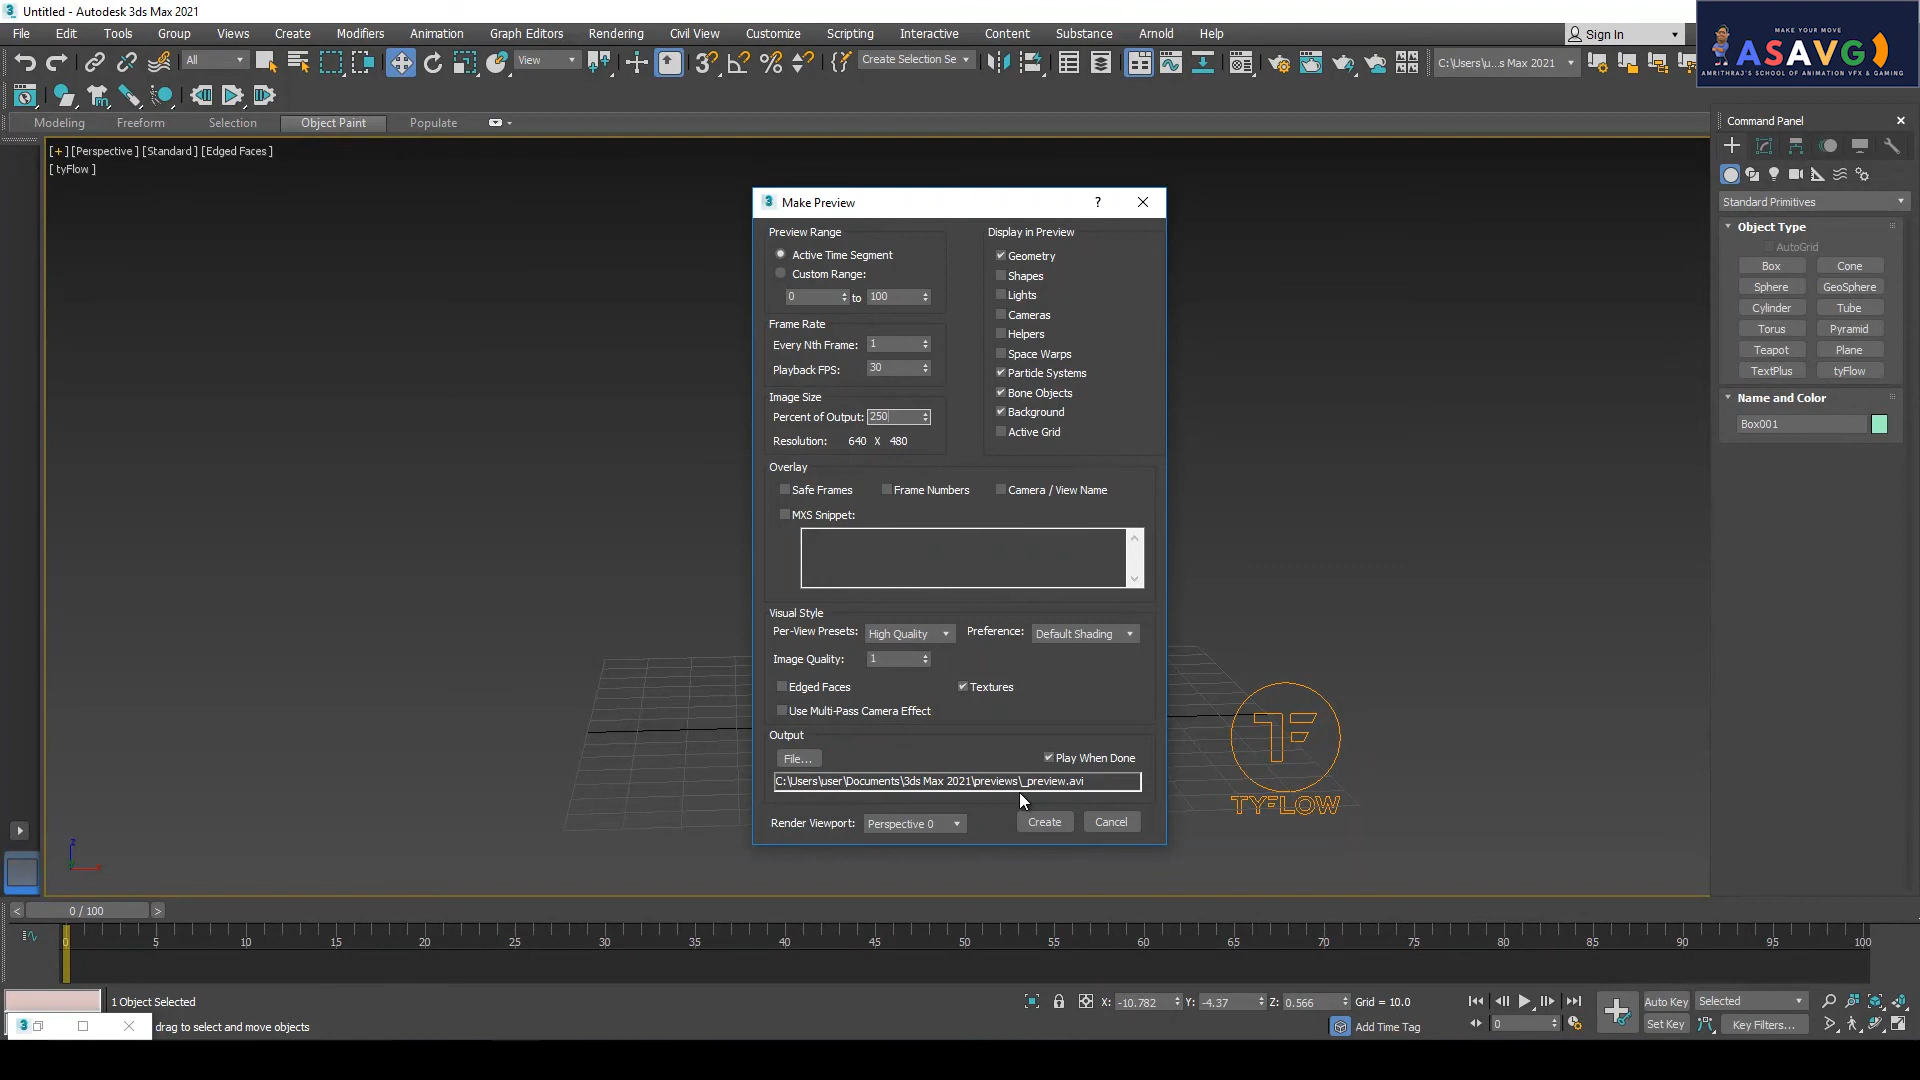 Untitled - Autodesk 3ds Max 2021
File Edit Tools Group Views Create Modifiers Animation Graph Editors Rendering Civil View Customize Scripting Interactive Content Substance Arnold Help
Sign In
MAKE YOUR MOVE
ASAVG
AMRITHRAJ'S SCHOOL OF ANIMATION VFX & GAMING
All View Create Selection Se C:\Users\u...s Max 2021
Modeling Freeform Selection Object Paint Populate
[ + ] [Perspective ] [Standard ] [Edged Faces ]
[ tyFlow ]
Command Panel
Standard Primitives
Object Type
AutoGrid
Box Cone
Sphere GeoSphere
Cylinder Tube
Torus Pyramid
Teapot Plane
TextPlus tyFlow
Name and Color
Box001
Make Preview ?
Preview Range
Active Time Segment
Custom Range:
0 to 100
Frame Rate
Every Nth Frame: 1
Playback FPS: 30
Image Size
Percent of Output: 250
Resolution: 640 X 480
Display in Preview
Geometry
Shapes
Lights
Cameras
Helpers
Space Warps
Particle Systems
Bone Objects
Background
Active Grid
Overlay
Safe Frames Frame Numbers Camera / View Name
MXS Snippet:
Visual Style
Per-View Presets: High Quality Preference: Default Shading
Image Quality: 1
Edged Faces Textures
Use Multi-Pass Camera Effect
Output
File... Play When Done
C:\Users\user\Documents\3ds Max 2021\previews\_preview.avi
Render Viewport: Perspective 0 Create Cancel
TYFLOW
z
x
< 0 / 100 >
0 5 10 15 20 25 30 35 40 45 50 55 60 65 70 75 80 85 90 95 100
1 Object Selected X: -10.782 Y: -4.37 Z: 0.566 Grid = 10.0 Auto Key Selected
drag to select and move objects Add Time Tag 0 Set Key Key Filters...